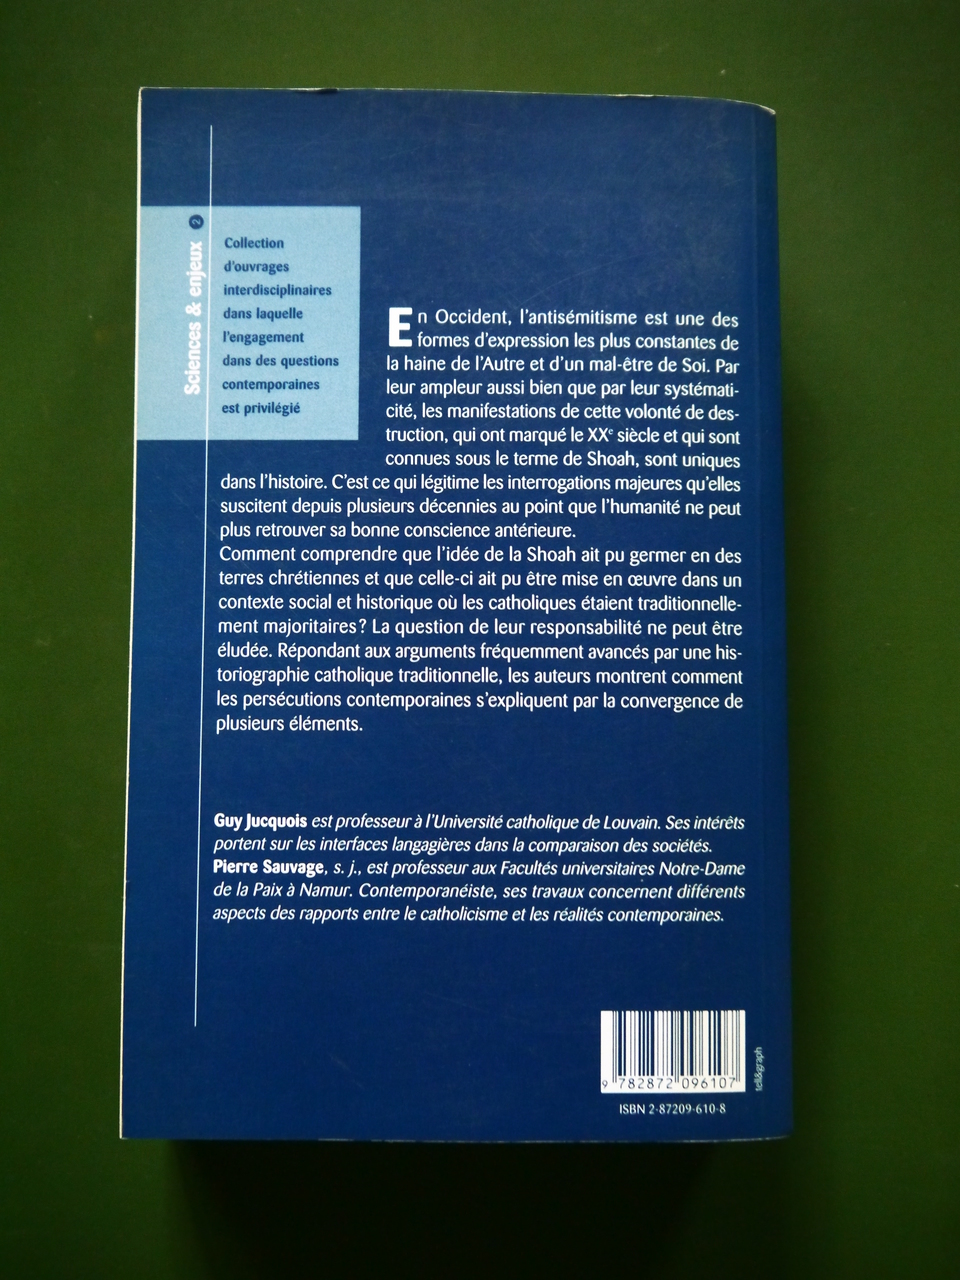 Sciences & enjeux 2
Collection
d'ouvrages
interdisciplinaires
dans laquelle
l'engagement
dans des questions
contemporaines
est privilégié
En Occident, l'antisémitisme est une des
formes d'expression les plus constantes de
la haine de l'Autre et d'un mal-être de Soi. Par
leur ampleur aussi bien que par leur systémati-
cité, les manifestations de cette volonté de des-
truction, qui ont marqué le XXe siècle et qui sont
connues sous le terme de Shoah, sont uniques
dans l'histoire. C'est ce qui légitime les interrogations majeures qu'elles
suscitent depuis plusieurs décennies au point que l'humanité ne peut
plus retrouver sa bonne conscience antérieure.
Comment comprendre que l'idée de la Shoah ait pu germer en des
terres chrétiennes et que celle-ci ait pu être mise en œuvre dans un
contexte social et historique où les catholiques étaient traditionnelle-
ment majoritaires ? La question de leur responsabilité ne peut être
éludée. Répondant aux arguments fréquemment avancés par une his-
toriographie catholique traditionnelle, les auteurs montrent comment
les persécutions contemporaines s'expliquent par la convergence de
plusieurs éléments.
Guy Jucquois est professeur à l'Université catholique de Louvain. Ses intérêts
portent sur les interfaces langagières dans la comparaison des sociétés.
Pierre Sauvage, s. j., est professeur aux Facultés universitaires Notre-Dame
de la Paix à Namur. Contemporanéiste, ses travaux concernent différents
aspects des rapports entre le catholicisme et les réalités contemporaines.
9 782872 096107
ISBN 2-87209-610-8
tell&graph